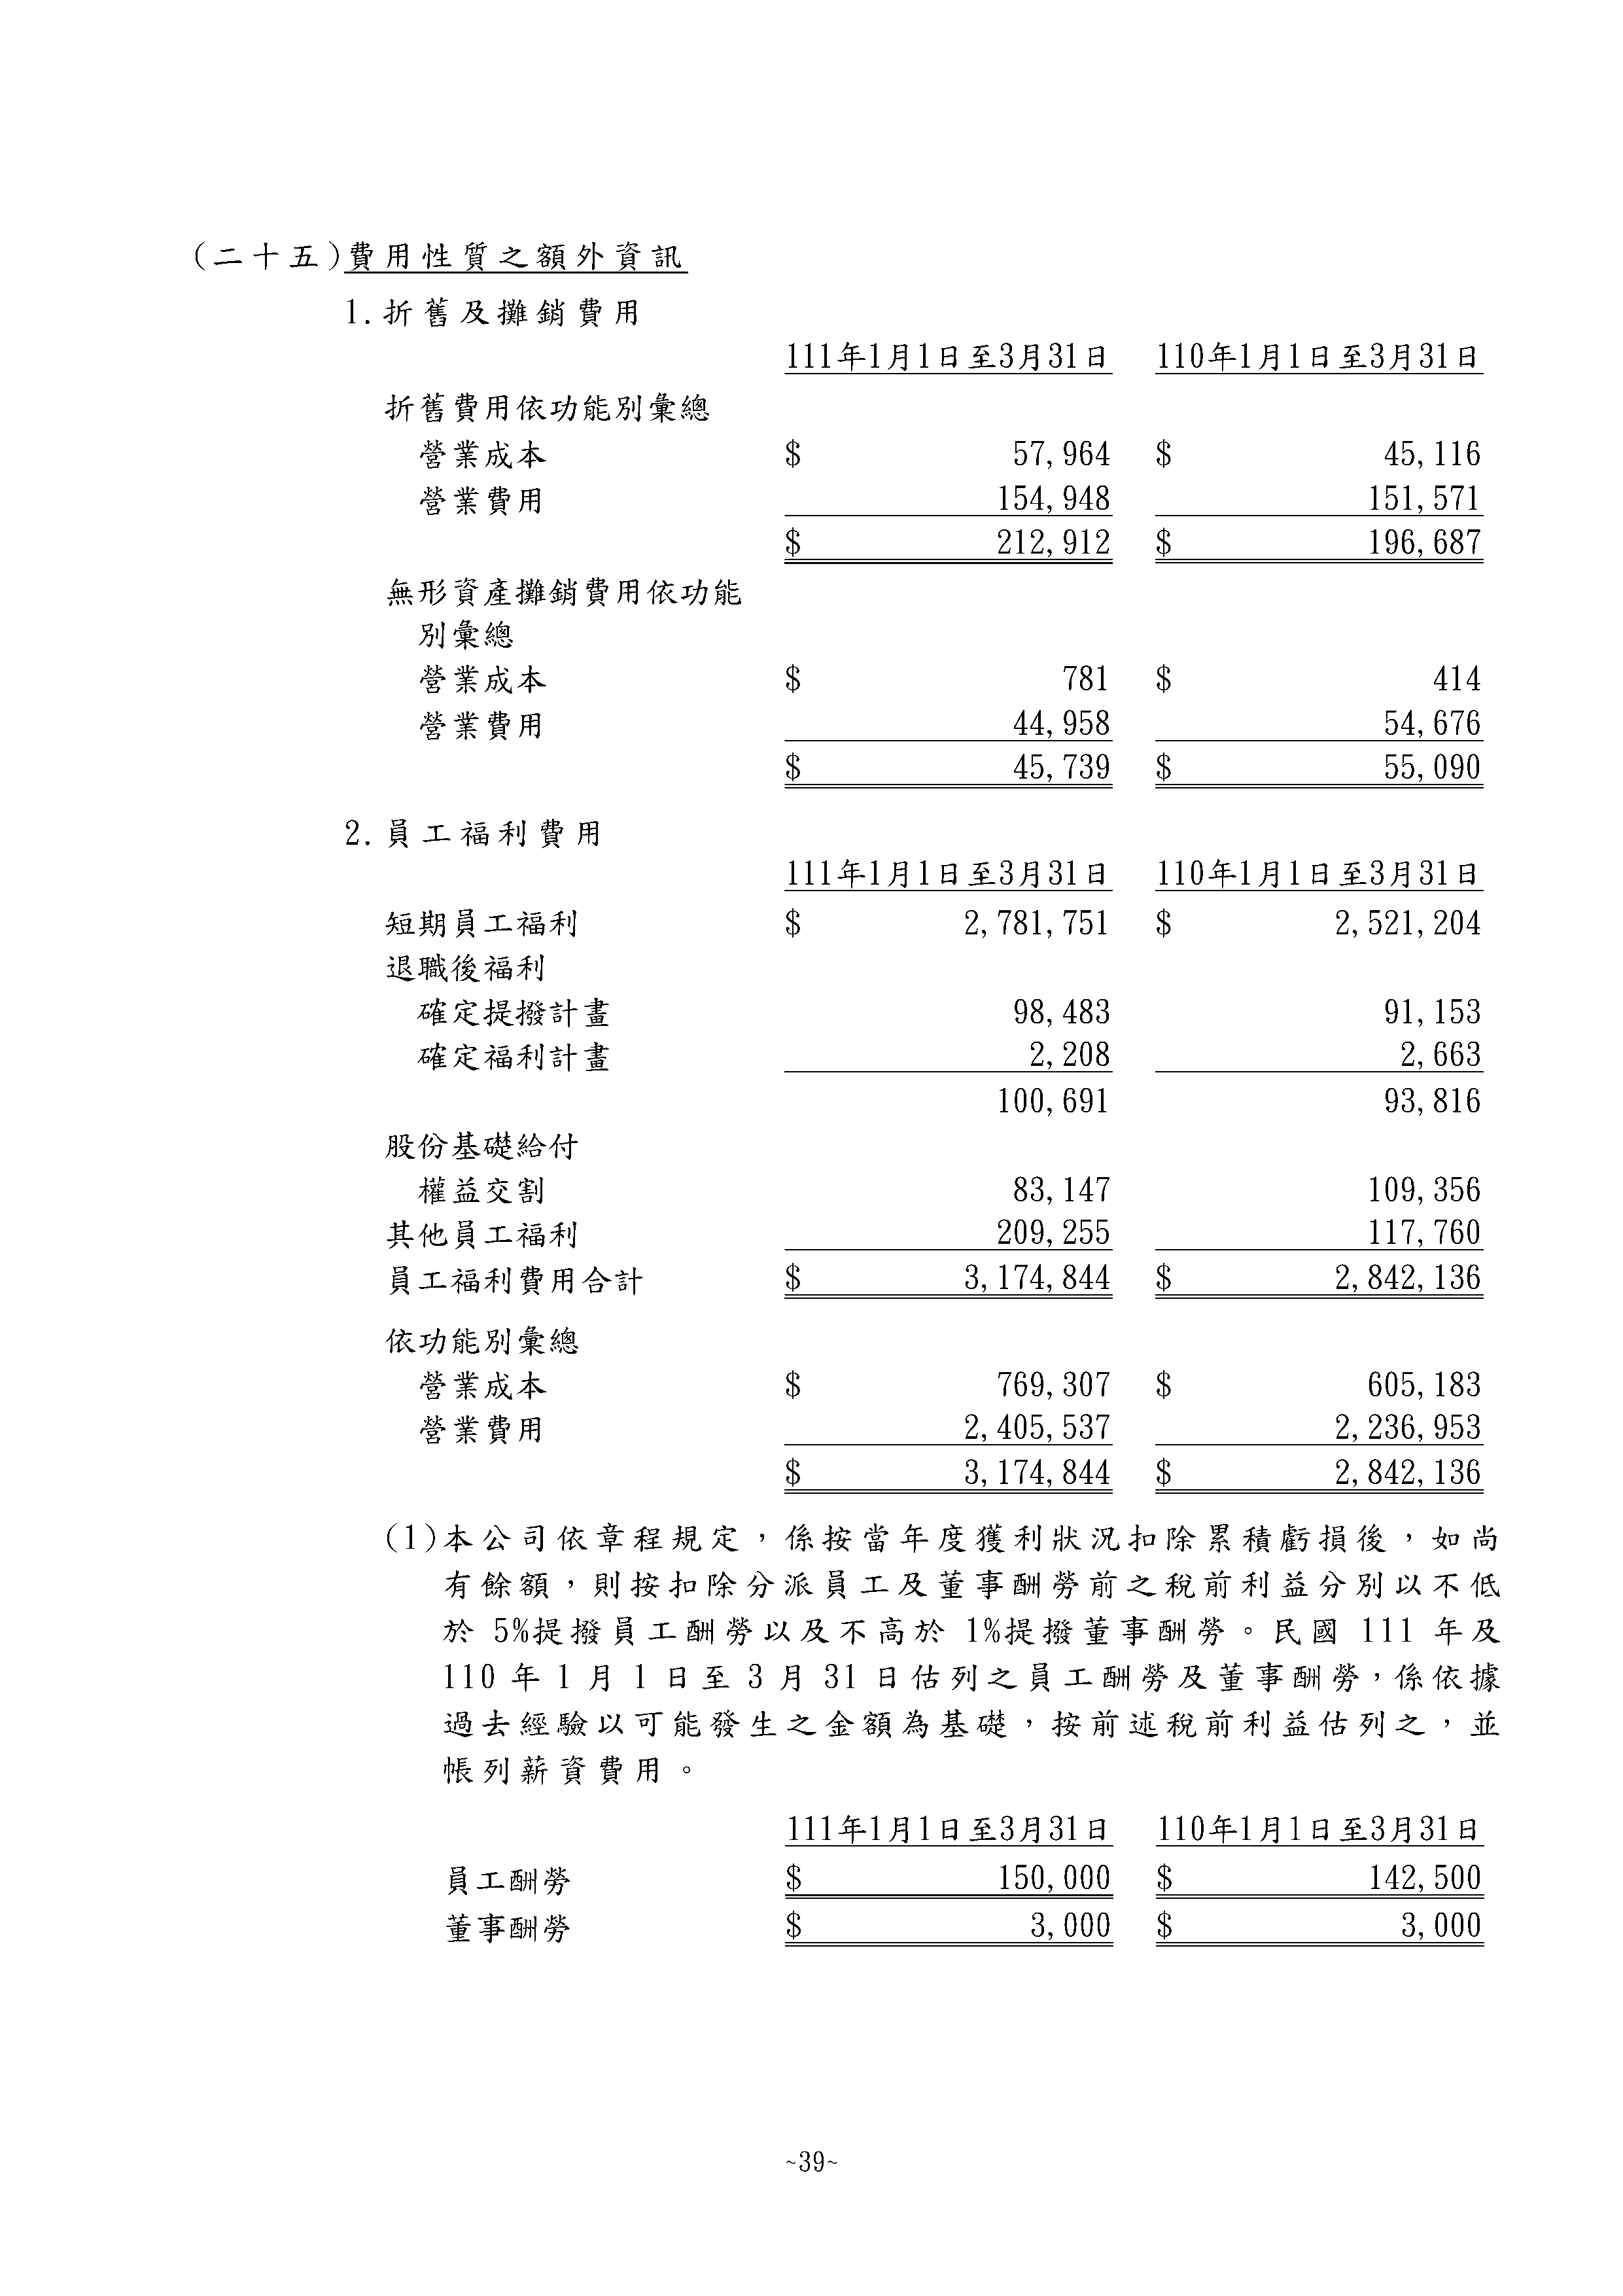 (二十五)費用性質之額外資訊
1.折舊及攤銷費用
111年1月1日至3月31日 110年1月1日至3月31日
折舊費用依功能別彙總
營業成本 $ 57,964 $ 45,116
營業費用 154,948 151,571
$ 212,912 $ 196,687
無形資產攤銷費用依功能
別彙總
營業成本 $ 781 $ 414
營業費用 44,958 54,676
$ 45,739 $ 55,090
2.員工福利費用
111年1月1日至3月31日 110年1月1日至3月31日
短期員工福利 $ 2,781,751 $ 2,521,204
退職後福利
確定提撥計畫 98,483 91,153
確定福利計畫 2,208 2,663
100,691 93,816
股份基礎給付
權益交割 83,147 109,356
其他員工福利 209,255 117,760
員工福利費用合計 $ 3,174,844 $ 2,842,136
依功能別彙總
營業成本 $ 769,307 $ 605,183
營業費用 2,405,537 2,236,953
$ 3,174,844 $ 2,842,136
(1)本公司依章程規定，係按當年度獲利狀況扣除累積虧損後，如尚
有餘額，則按扣除分派員工及董事酬勞前之稅前利益分別以不低
於 5%提撥員工酬勞以及不高於 1%提撥董事酬勞。民國 111 年及
110 年 1 月 1 日至 3 月 31 日估列之員工酬勞及董事酬勞，係依據
過去經驗以可能發生之金額為基礎，按前述稅前利益估列之，並
帳列薪資費用。
111年1月1日至3月31日 110年1月1日至3月31日
員工酬勞 $ 150,000 $ 142,500
董事酬勞 $ 3,000 $ 3,000
~39~